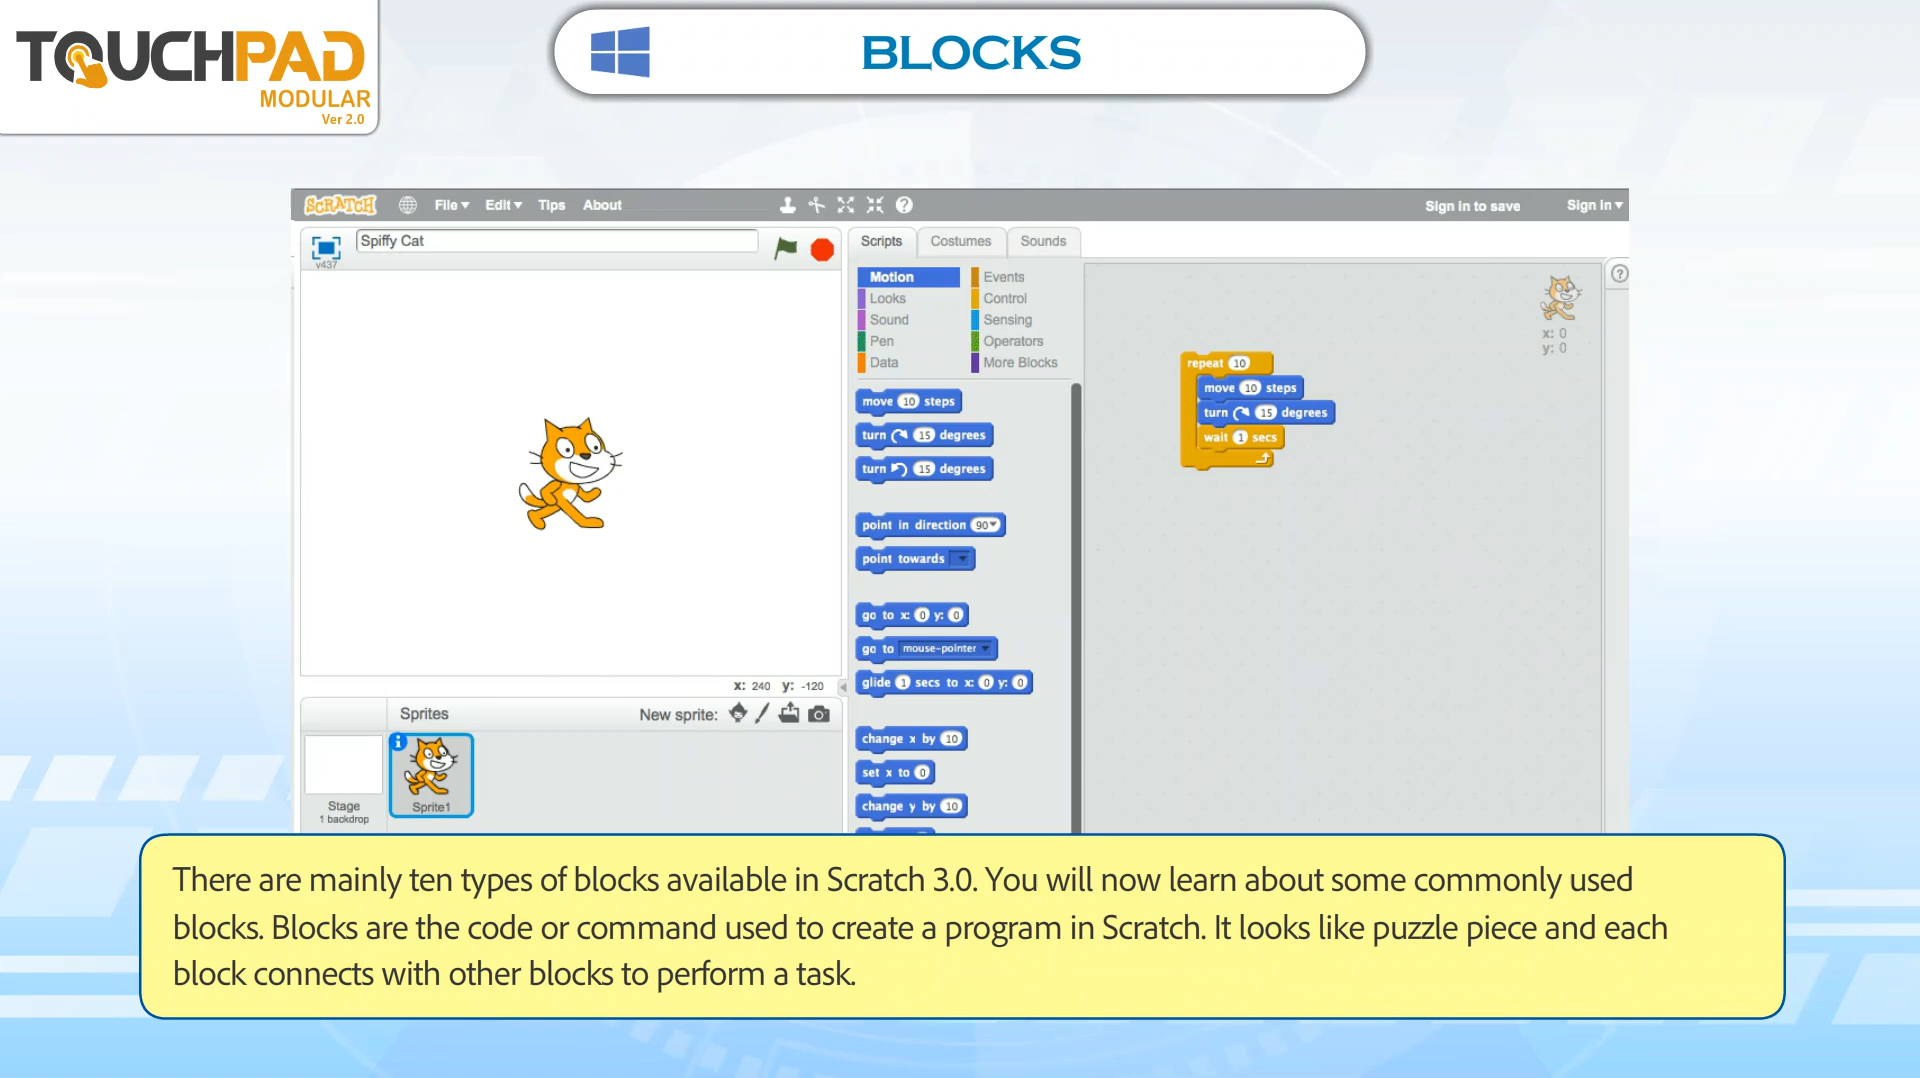 TOUCHPAD
MODULAR
Ver 2.0
BLOCKS
SCRATCH File Edit Tips About Sign in to save Sign in
v437
Spiffy Cat
Scripts Costumes Sounds
Motion Events
Looks Control
Sound Sensing
Pen Operators
Data More Blocks
move 10 steps
turn 15 degrees
turn 15 degrees
point in direction 90
point towards
go to x: 0 y: 0
go to mouse-pointer
glide 1 secs to x: 0 y: 0
change x by 10
set x to 0
change y by 10
repeat 10
move 10 steps
turn 15 degrees
wait 1 secs
x: 0
y: 0
x: 240 y: -120
Sprites New sprite:
Stage
1 backdrop
Sprite1
There are mainly ten types of blocks available in Scratch 3.0. You will now learn about some commonly used
blocks. Blocks are the code or command used to create a program in Scratch. It looks like puzzle piece and each
block connects with other blocks to perform a task.